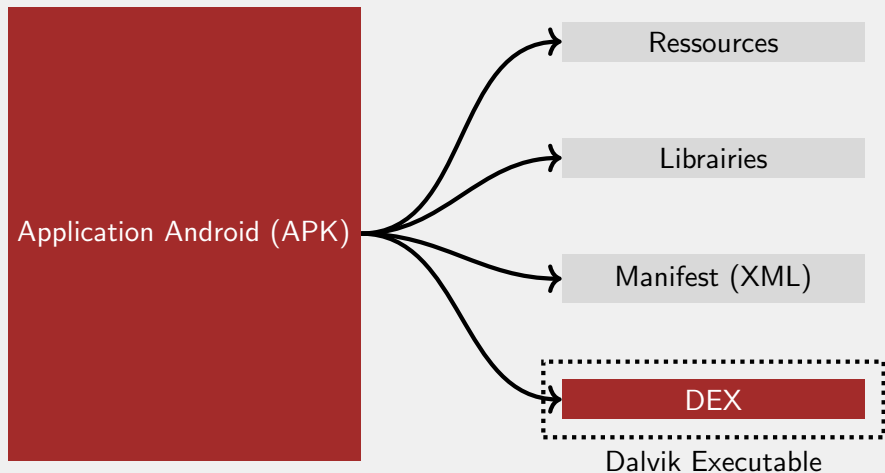 Ressources
Librairies
Application Android (APK)
Manifest (XML)
DEX
Dalvik Executable